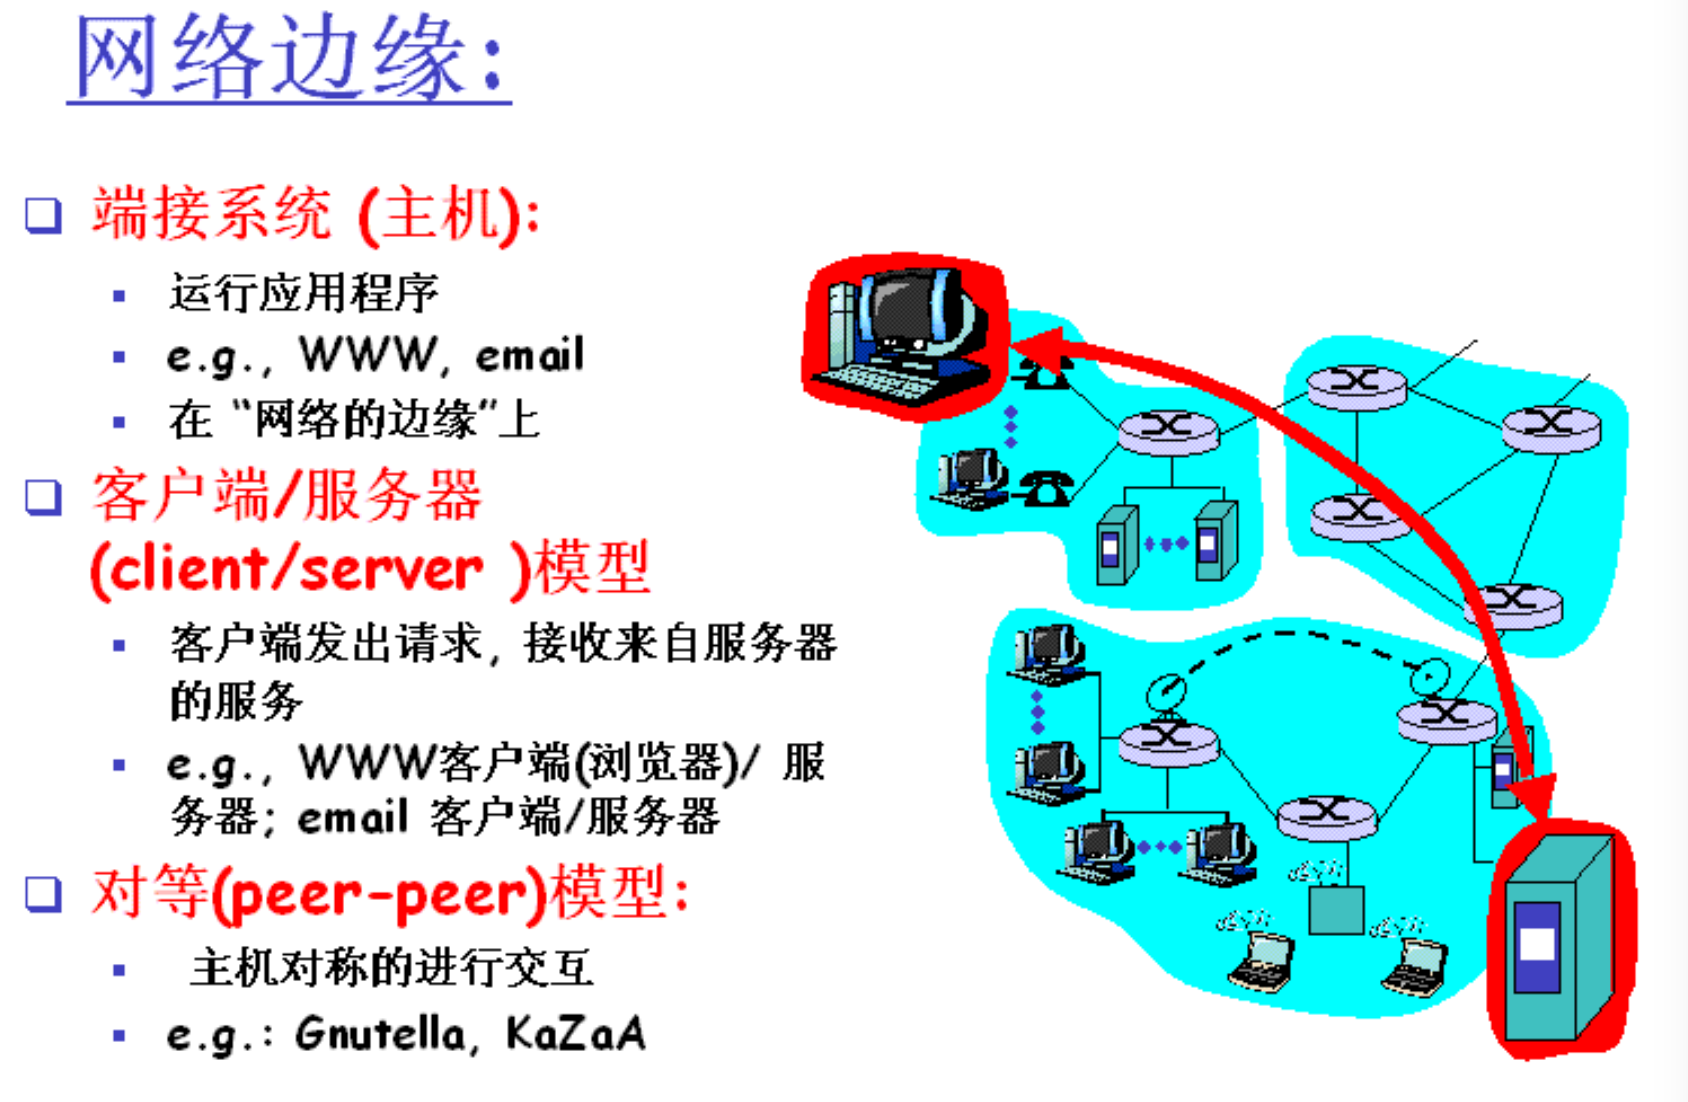 网络边缘:
端接系统 (主机):
运行应用程序
e.g., WWW, email
在 “网络的边缘”上
客户端/服务器
(client/server )模型
客户端发出请求, 接收来自服务器
的服务
e.g., WWW客户端(浏览器)/ 服
务器; email 客户端/服务器
对等(peer-peer)模型:
主机对称的进行交互
e.g.: Gnutella, KaZaA